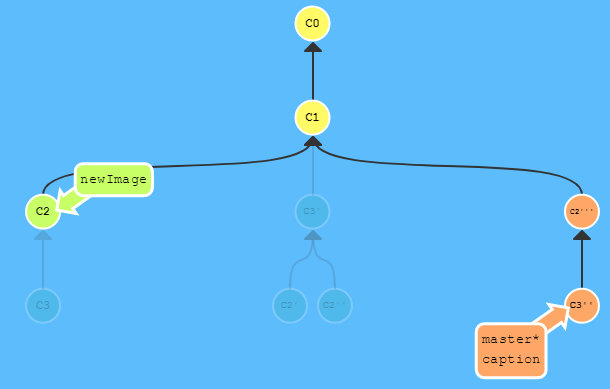 C0
C1
newImage
C2
C3'
C2'''
C3
C2'
C2''
C3''
master*
caption